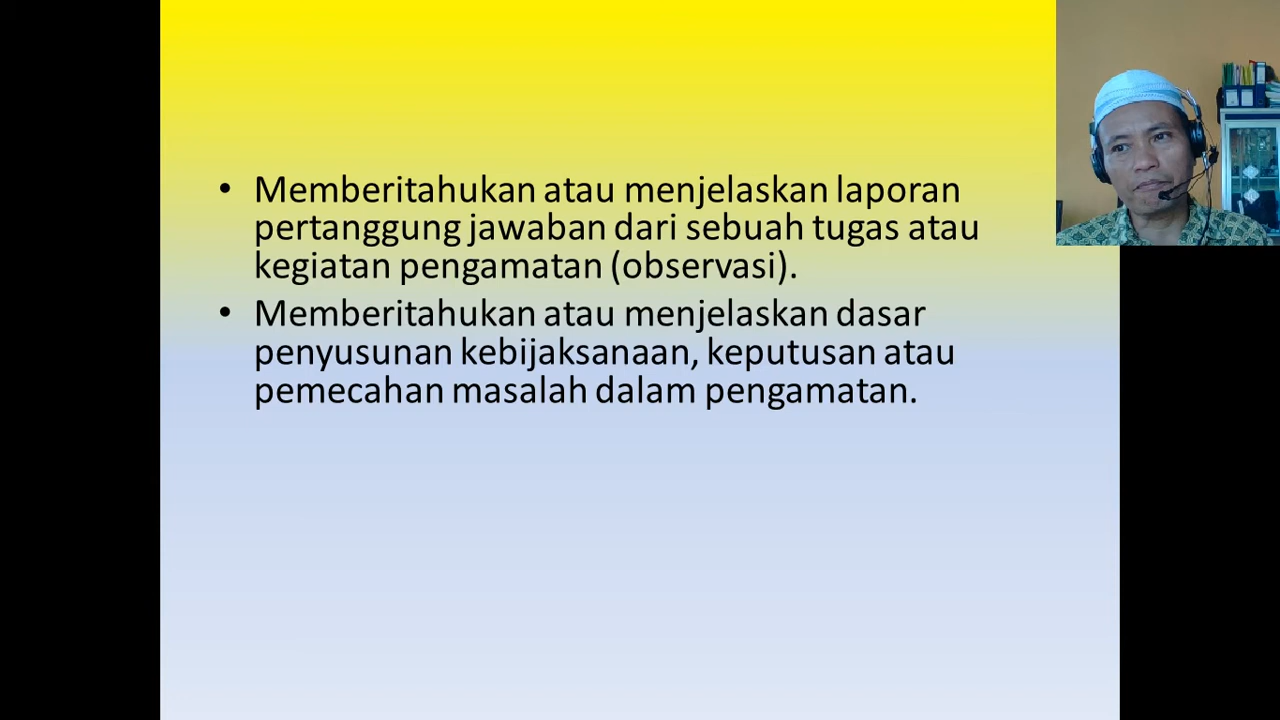 • Memberitahukan atau menjelaskan laporan
pertanggung jawaban dari sebuah tugas atau
kegiatan pengamatan (observasi).
• Memberitahukan atau menjelaskan dasar
penyusunan kebijaksanaan, keputusan atau
pemecahan masalah dalam pengamatan.